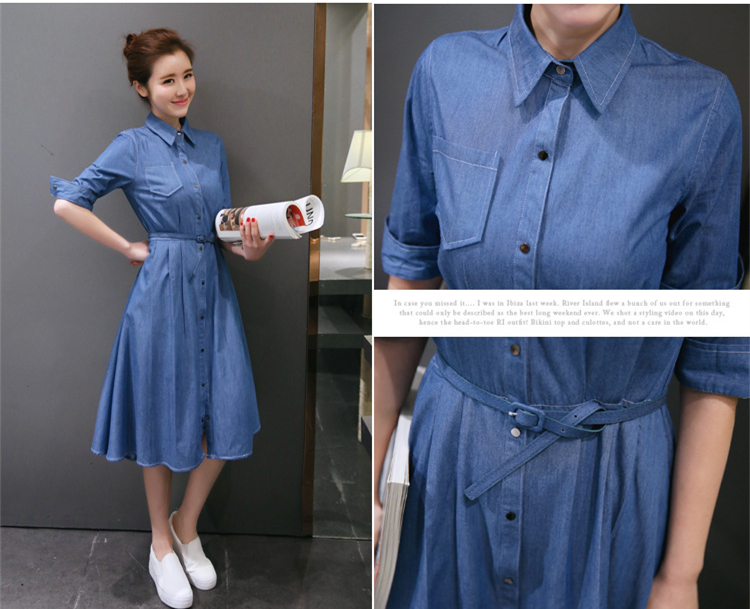 In case you missed it.... I was in Ibiza last week. River Island flew a bunch of us out for something
that could only be described as the best long weekend ever. We shot a styling video on this day,
hence the head-to-toe RI outfit! Bikini top and culottes, and not a care in the world.